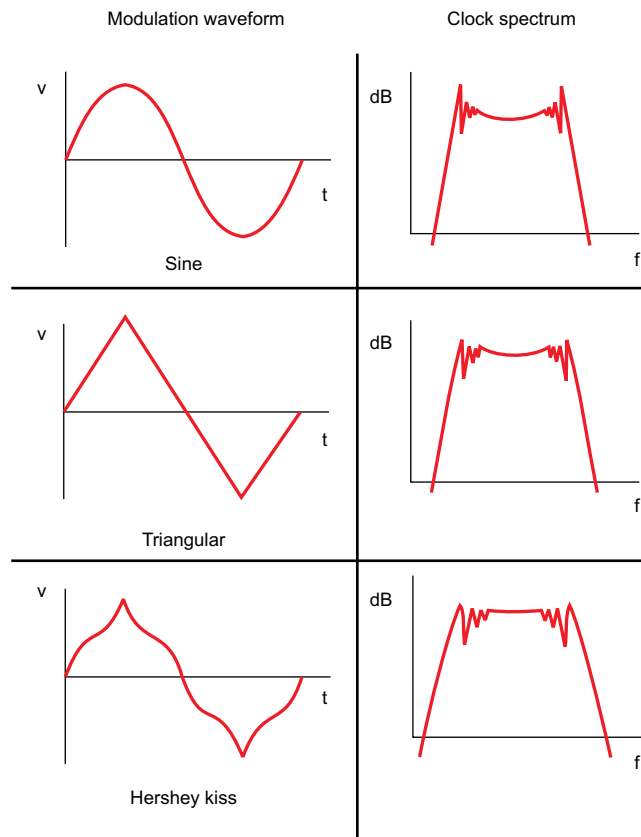 Modulation waveform
Clock spectrum
v
t
Sine
dB
f
v
t
Triangular
dB
f
v
t
Hershey kiss
dB
f